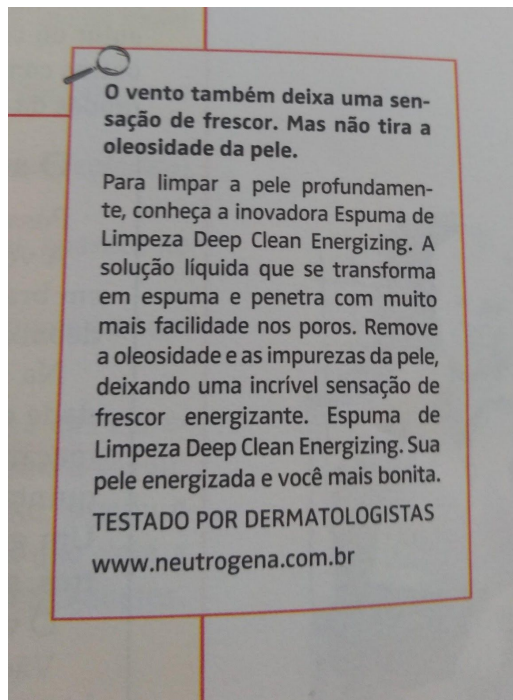 O vento também deixa uma sen-
sação de frescor. Mas não tira a
oleosidade da pele.
Para limpar a pele profundamen-
te, conheça a inovadora Espuma de
Limpeza Deep Clean Energizing. A
solução líquida que se transforma
em espuma e penetra com muito
mais facilidade nos poros. Remove
a oleosidade e as impurezas da pele,
deixando uma incrível sensação de
frescor energizante. Espuma de
Limpeza Deep Clean Energizing. Sua
pele energizada e você mais bonita.
TESTADO POR DERMATOLOGISTAS
www.neutrogena.com.br